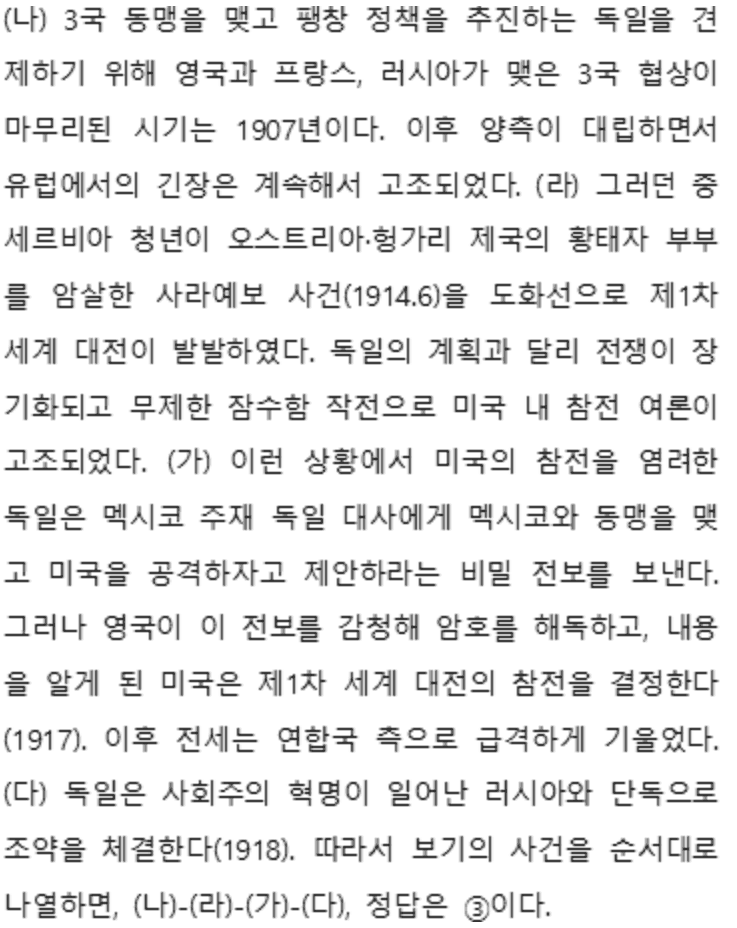 (나) 3국 동맹을 맺고 팽창 정책을 추진하는 독일을 견
제하기 위해 영국과 프랑스, 러시아가 맺은 3국 협상이
마무리된 시기는 1907년이다. 이후 양측이 대립하면서
유럽에서의 긴장은 계속해서 고조되었다. (라) 그러던 중
세르비아 청년이 오스트리아·헝가리 제국의 황태자 부부
를 암살한 사라예보 사건(1914.6)을 도화선으로 제1차
세계 대전이 발발하였다. 독일의 계획과 달리 전쟁이 장
기화되고 무제한 잠수함 작전으로 미국 내 참전 여론이
고조되었다. (가) 이런 상황에서 미국의 참전을 염려한
독일은 멕시코 주재 독일 대사에게 멕시코와 동맹을 맺
고 미국을 공격하자고 제안하라는 비밀 전보를 보낸다.
그러나 영국이 이 전보를 감청해 암호를 해독하고, 내용
을 알게 된 미국은 제1차 세계 대전의 참전을 결정한다
(1917). 이후 전세는 연합국 측으로 급격하게 기울었다.
(다) 독일은 사회주의 혁명이 일어난 러시아와 단독으로
조약을 체결한다(1918). 따라서 보기의 사건을 순서대로
나열하면, (나)-(라)-(가)-(다), 정답은 ③이다.